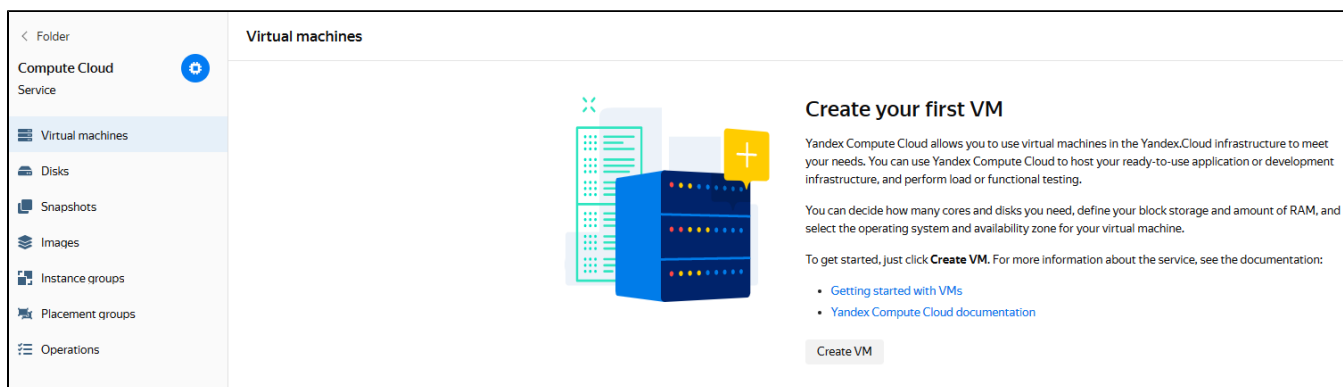 Folder
Compute Cloud
Service
Virtual machines
Disks
Snapshots
Images
Instance groups
Placement groups
Operations
Virtual machines
Create your first VM
Yandex Compute Cloud allows you to use virtual machines in the Yandex.Cloud infrastructure to meet
your needs. You can use Yandex Compute Cloud to host your ready-to-use application or development
infrastructure, and perform load or functional testing.
You can decide how many cores and disks you need, define your block storage and amount of RAM, and
select the operating system and availability zone for your virtual machine.
To get started, just click Create VM. For more information about the service, see the documentation:
Getting started with VMs
Yandex Compute Cloud documentation
Create VM